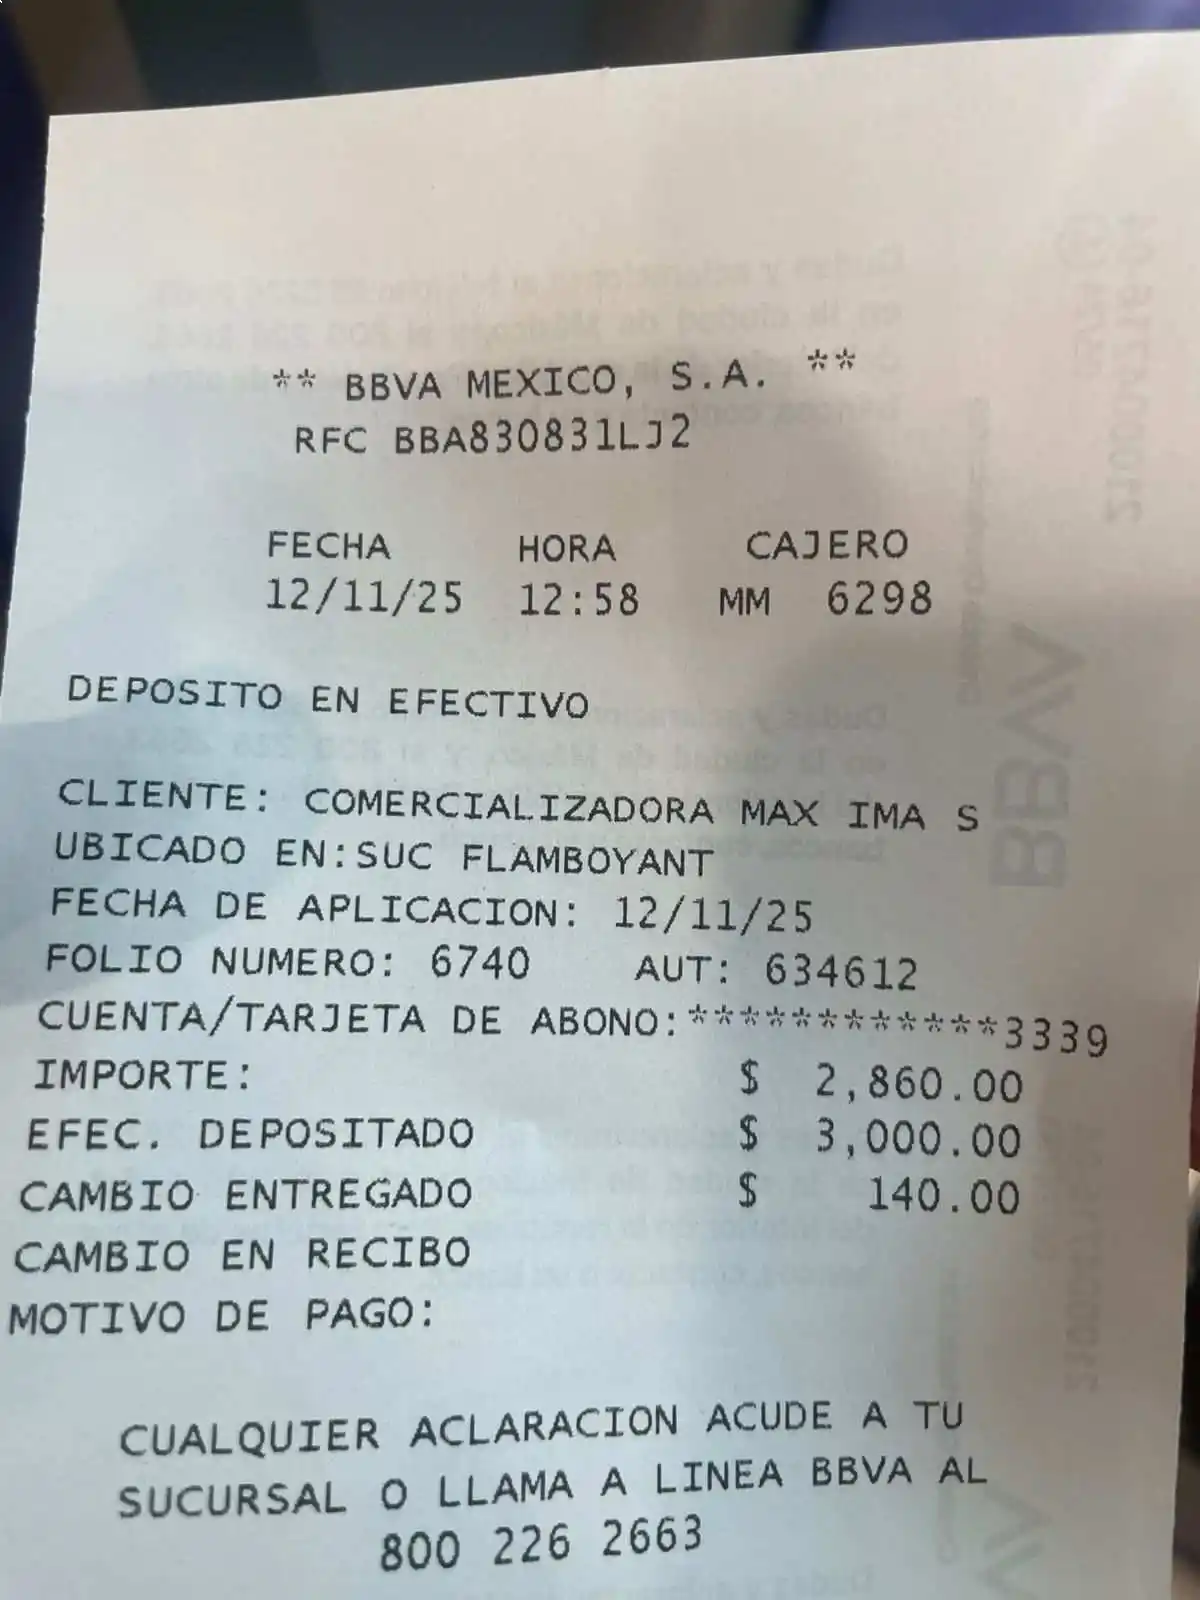 ** BBVA MEXICO, S.A. **
RFC BBA830831LJ2
FECHA HORA CAJERO
12/11/25 12:58 MM 6298
DEPOSITO EN EFECTIVO
CLIENTE: COMERCIALIZADORA MAX IMA S
UBICADO EN:SUC FLAMBOYANT
FECHA DE APLICACION: 12/11/25
FOLIO NUMERO: 6740 AUT: 634612
CUENTA/TARJETA DE ABONO:************3339
IMPORTE: $ 2,860.00
EFEC. DEPOSITADO $ 3,000.00
CAMBIO ENTREGADO $ 140.00
CAMBIO EN RECIBO
MOTIVO DE PAGO:
CUALQUIER ACLARACION ACUDE A TU
SUCURSAL O LLAMA A LINEA BBVA AL
800 226 2663
BBVA